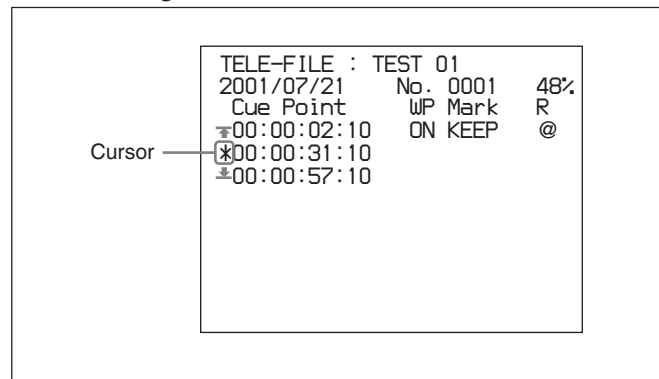 TELE-FILE : TEST 01
2001/07/21 No. 0001 48%
Cue Point WP Mark R
00:00:02:10 ON KEEP @
Cursor *00:00:31:10
00:00:57:10